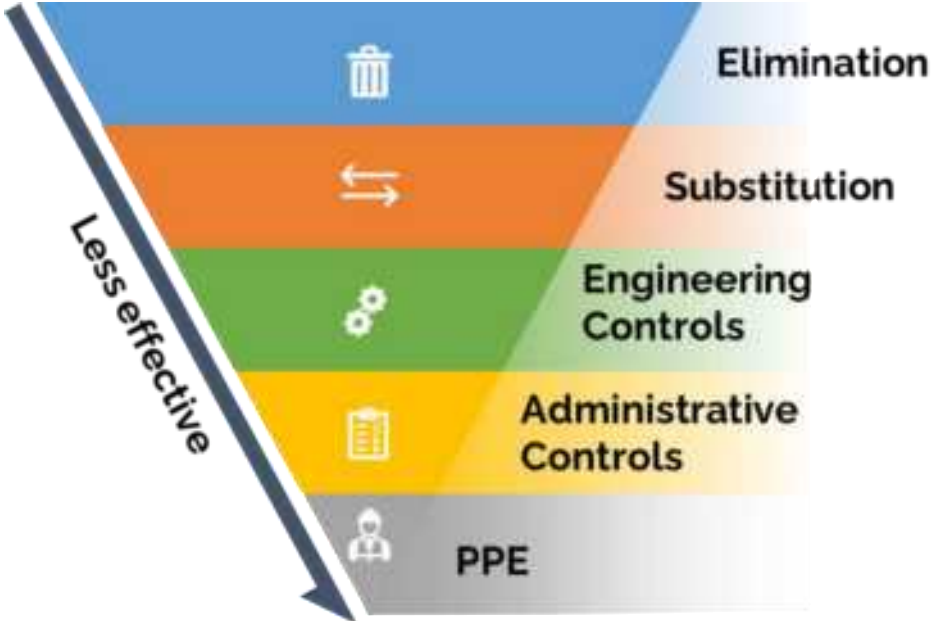 Elimination
Substitution
Engineering
Controls
Administrative
Controls
PPE
Less effective